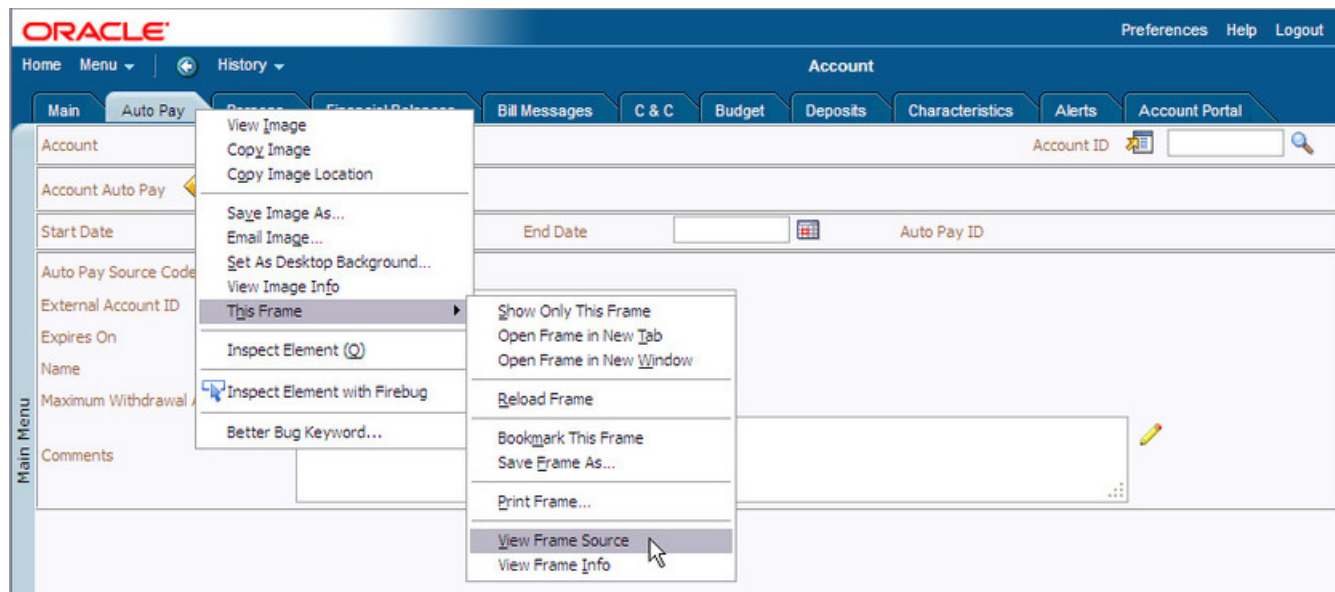 ORACLE
Preferences Help Logout
Home Menu History Account
Main Auto Pay Persons Financial Balances Bill Messages C & C Budget Deposits Characteristics Alerts Account Portal
View Image
Account
Copy Image
Account ID
Copy Image Location
Account Auto Pay
Save Image As...
Start Date
Email Image...
End Date
Auto Pay ID
Set As Desktop Background...
Auto Pay Source Code
View Image Info
External Account ID
This Frame
Show Only This Frame
Expires On
Open Frame in New Tab
Inspect Element (Q)
Open Frame in New Window
Name
Inspect Element with Firebug
Reload Frame
Maximum Withdrawal
Better Bug Keyword...
Bookmark This Frame
Comments
Save Frame As...
Print Frame...
View Frame Source
View Frame Info
Main Menu